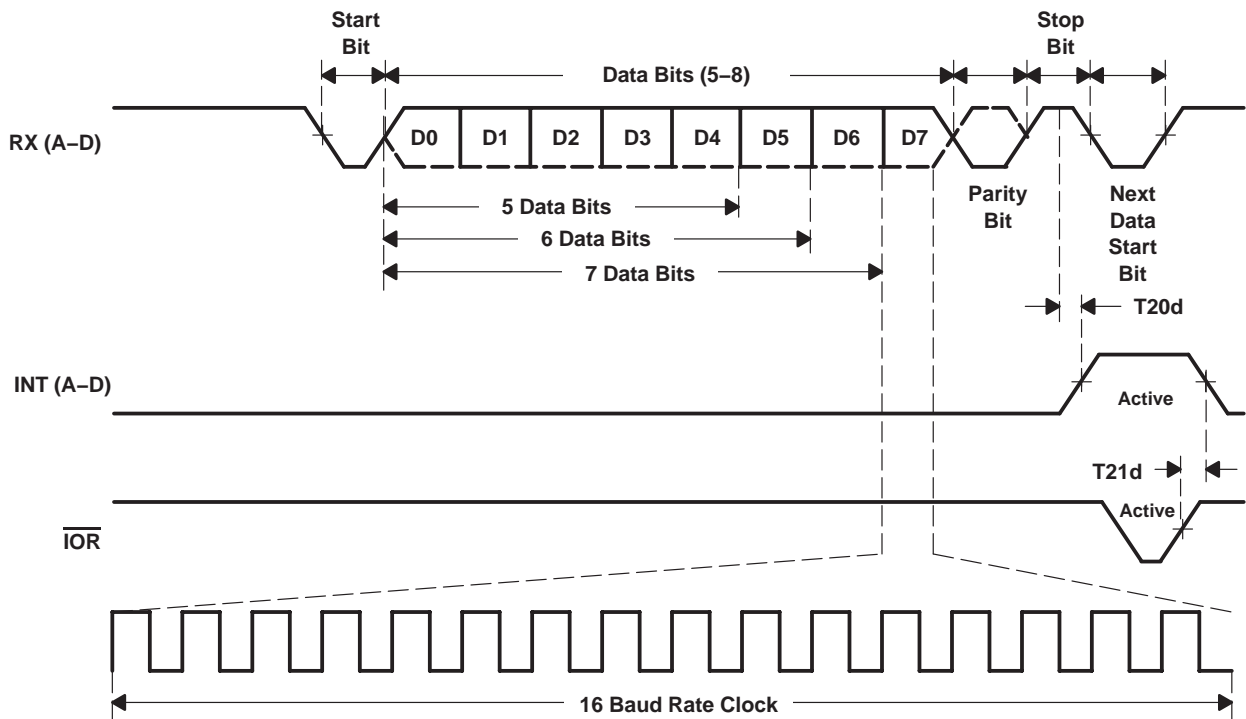 Start
Bit
Stop
Bit
Data Bits (5–8)
RX (A–D)
D0 D1 D2 D3 D4 D5 D6 D7
5 Data Bits
6 Data Bits
7 Data Bits
Parity
Bit
Next
Data
Start
Bit
T20d
INT (A–D)
Active
T21d
Active
IOR
16 Baud Rate Clock